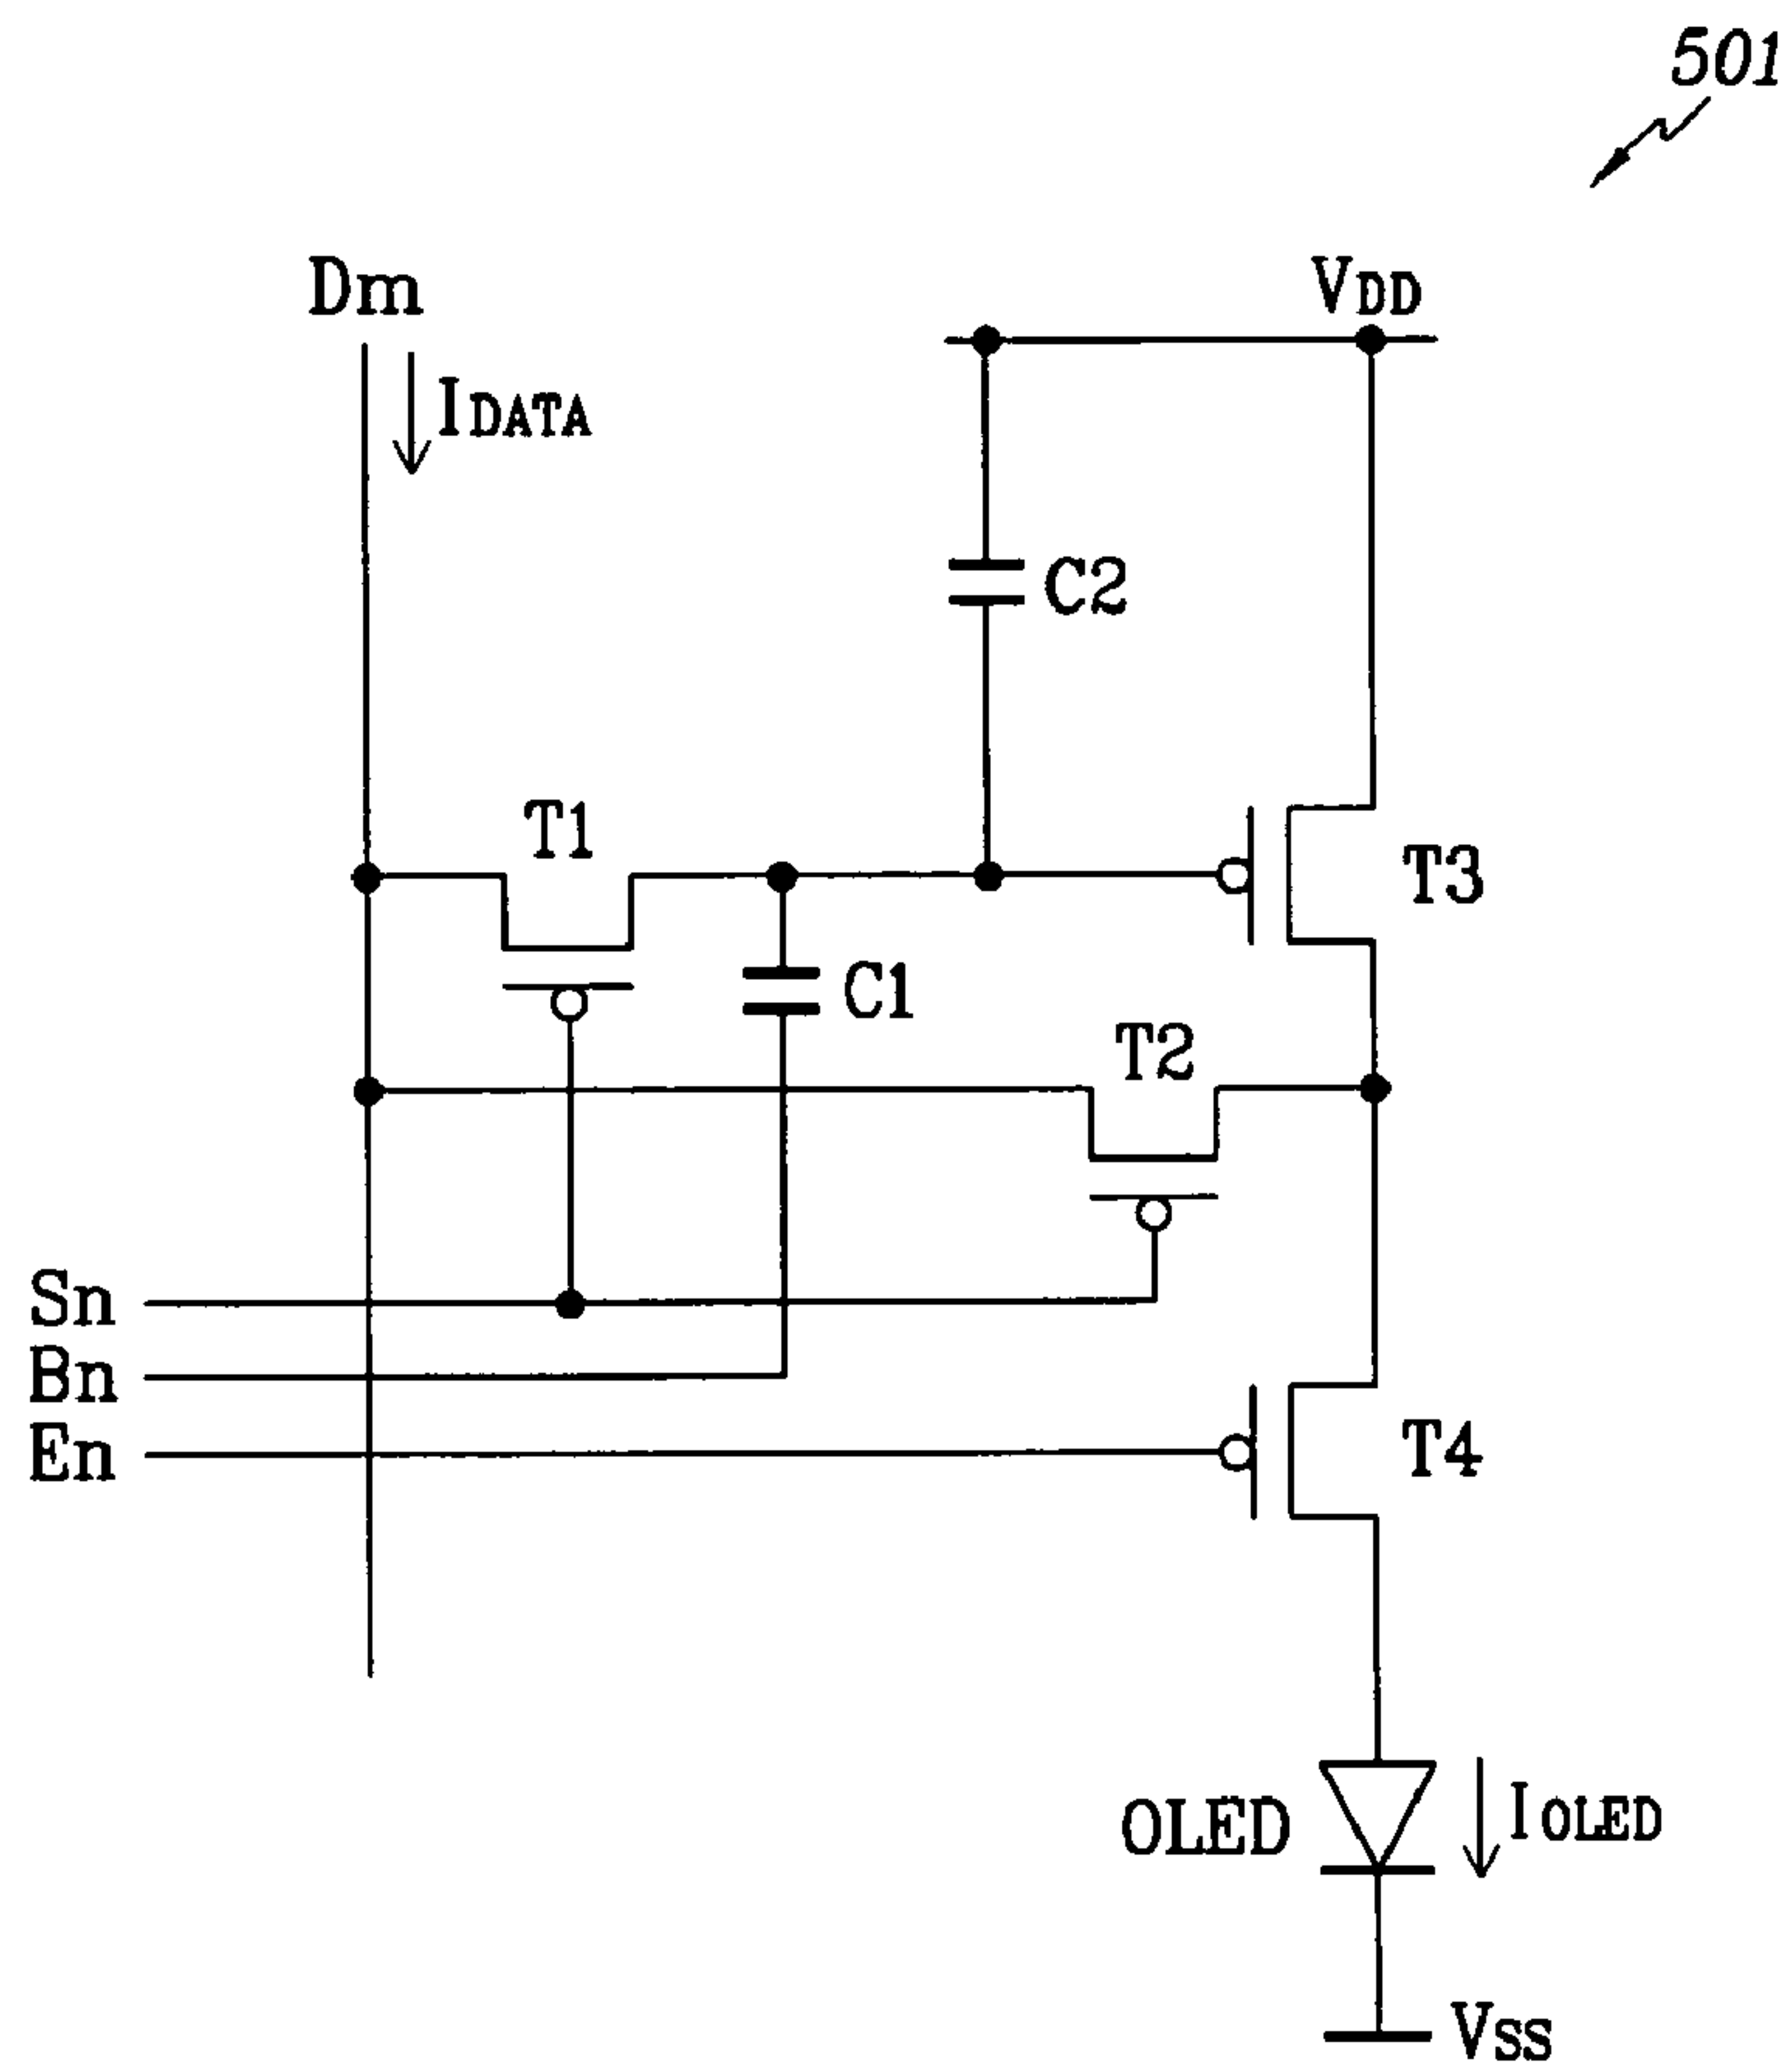 501
Dm
VDD
IDATA
C2
T1
T3
C1
T2
Sn
Bn
En
T4
OLED
IOLED
VSS